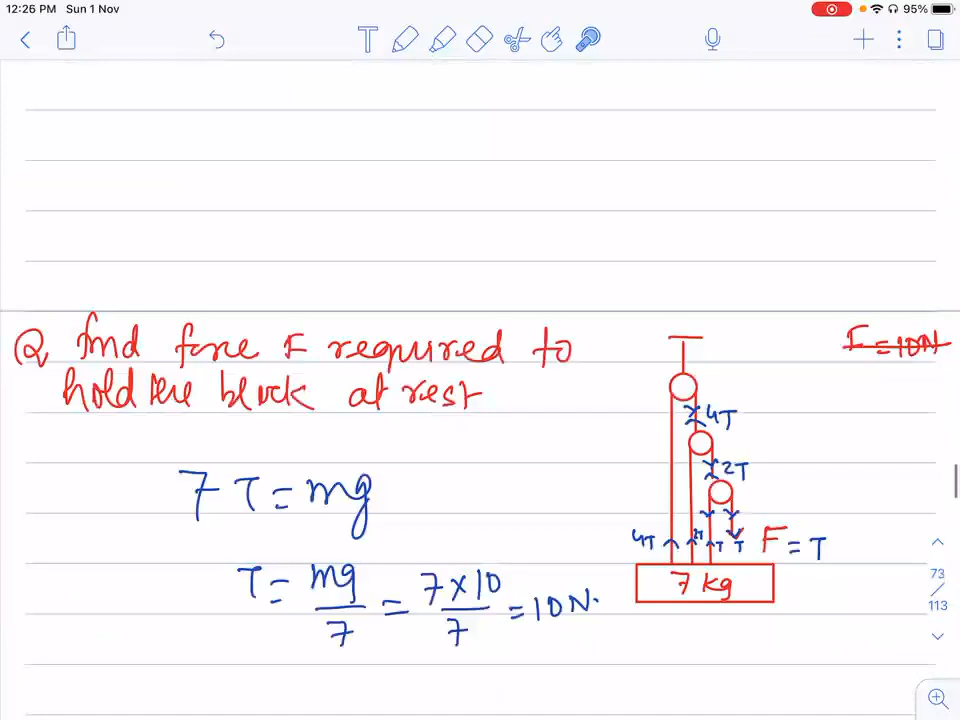 12:26 PM Sun 1 Nov
95%
T
Q find force F required to
hold the block at rest
F = 10N
4T
2T
7T = mg
4T 2T T T F = T
7 kg
T = mg/7 = 7×10/7 = 10N.
73
/
113